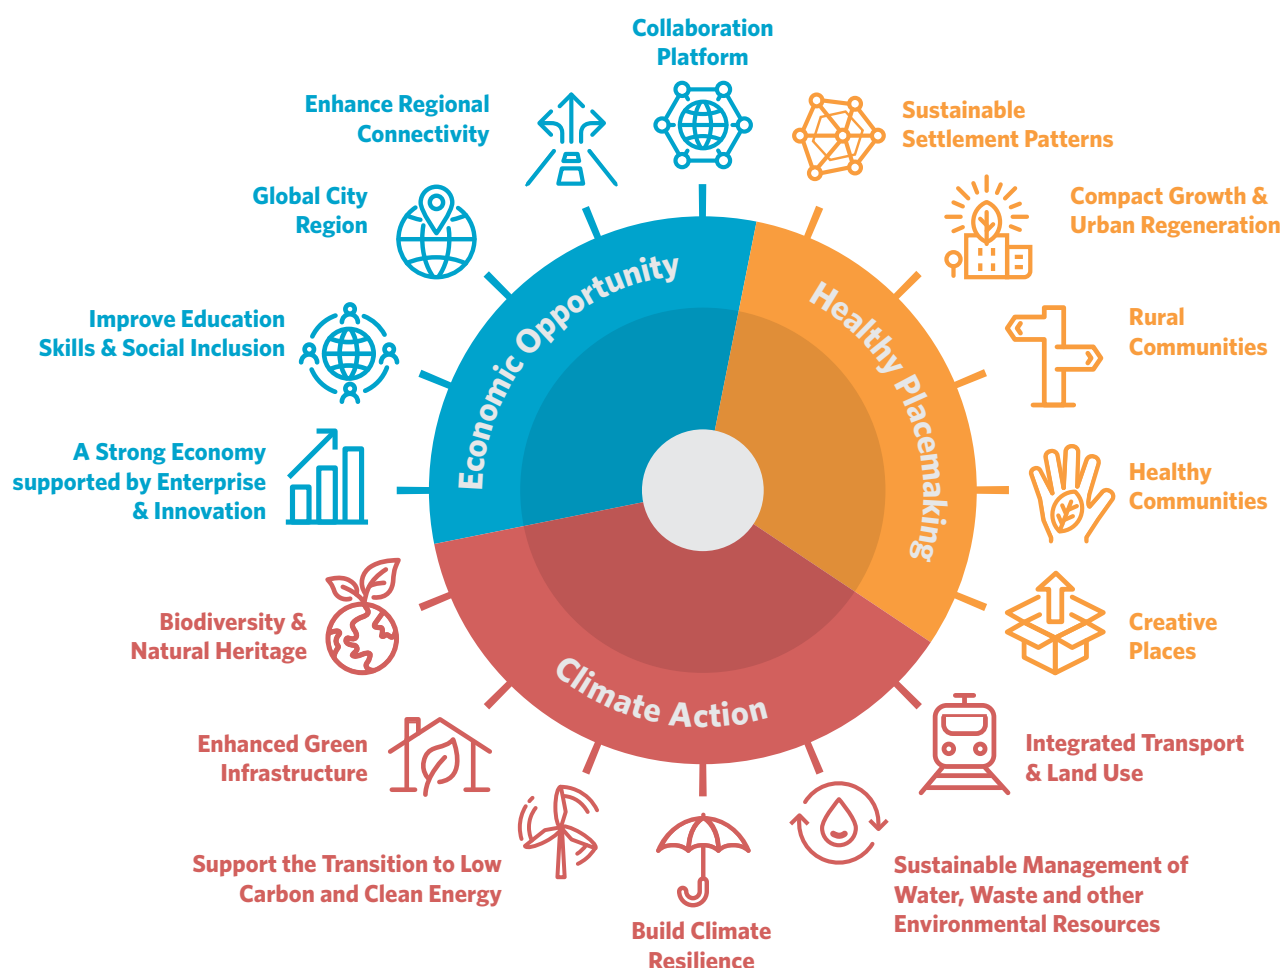 Collaboration
Platform
Sustainable
Settlement Patterns
Compact Growth &
Urban Regeneration
Rural
Communities
Healthy
Communities
Creative
Places
Integrated Transport
& Land Use
Sustainable Management of
Water, Waste and other
Environmental Resources
Build Climate
Resilience
Support the Transition to Low
Carbon and Clean Energy
Enhanced Green
Infrastructure
Biodiversity &
Natural Heritage
A Strong Economy
supported by Enterprise
& Innovation
Improve Education
Skills & Social Inclusion
Global City
Region
Enhance Regional
Connectivity
Economic Opportunity
Healthy Placemaking
Climate Action